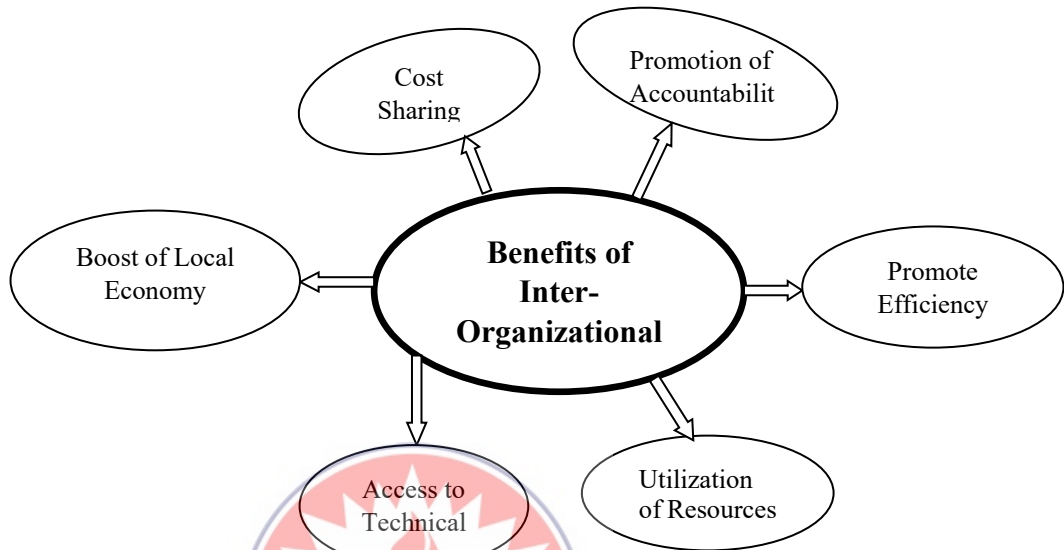 Cost
Sharing
Promotion of
Accountabilit
Boost of Local
Economy
Benefits of
Inter-
Organizational
Promote
Efficiency
Access to
Technical
Utilization
of Resources